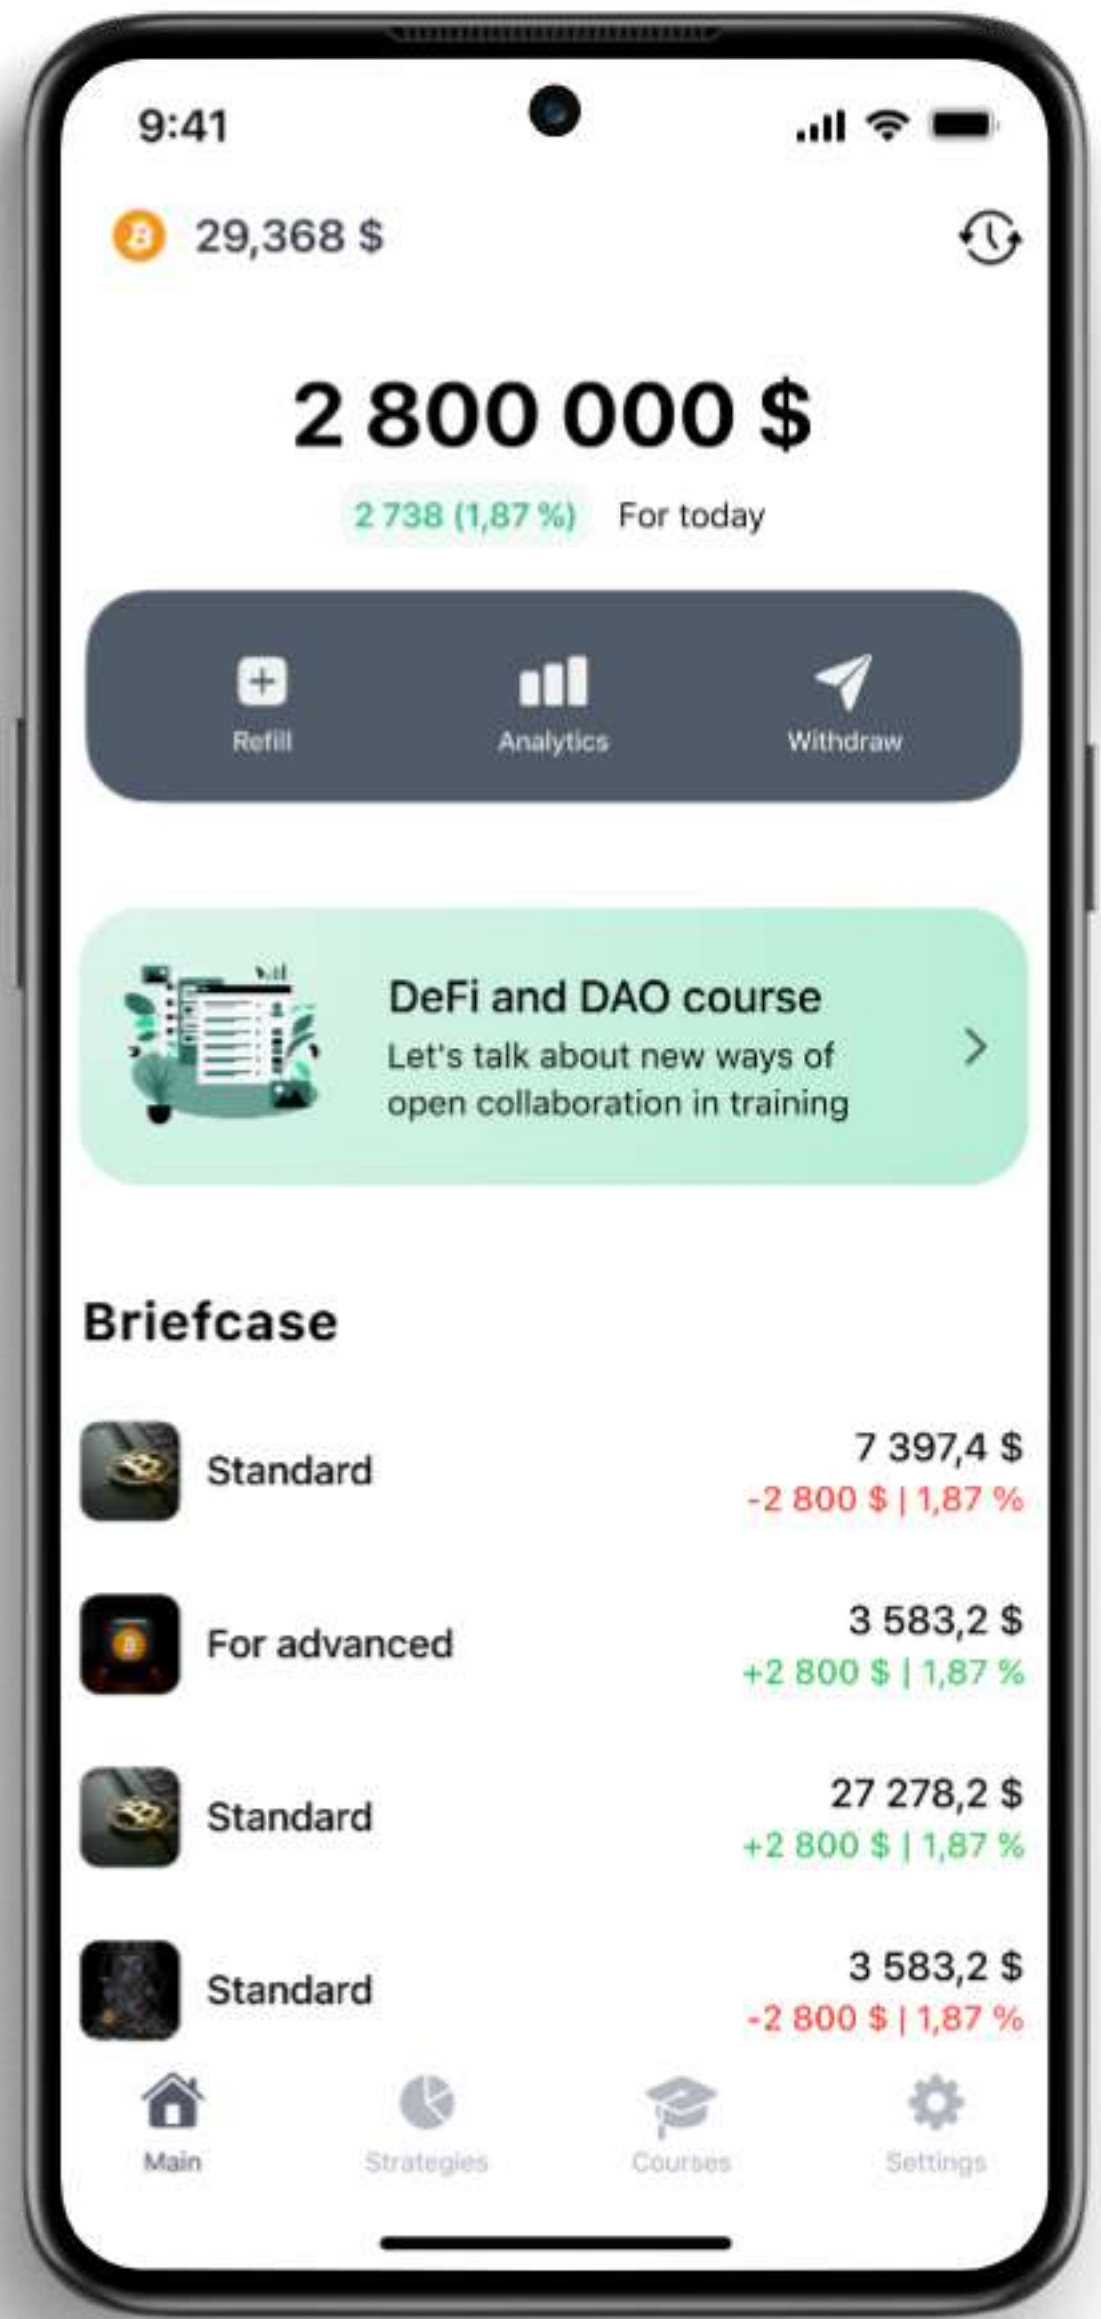 9:41
29,368 $
2 800 000 $
2 738 (1,87 %) For today
Refill Analytics Withdraw
DeFi and DAO course
Let's talk about new ways of
open collaboration in training
Briefcase
Standard
7 397,4 $
-2 800 $ | 1,87 %
For advanced
3 583,2 $
+2 800 $ | 1,87 %
Standard
27 278,2 $
+2 800 $ | 1,87 %
Standard
3 583,2 $
-2 800 $ | 1,87 %
Main Strategies Courses Settings